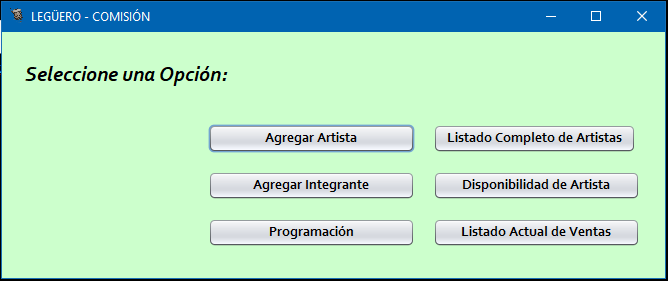 LEGÜERO - COMISIÓN
Seleccione una Opción:
Agregar Artista
Listado Completo de Artistas
Agregar Integrante
Disponibilidad de Artista
Programación
Listado Actual de Ventas